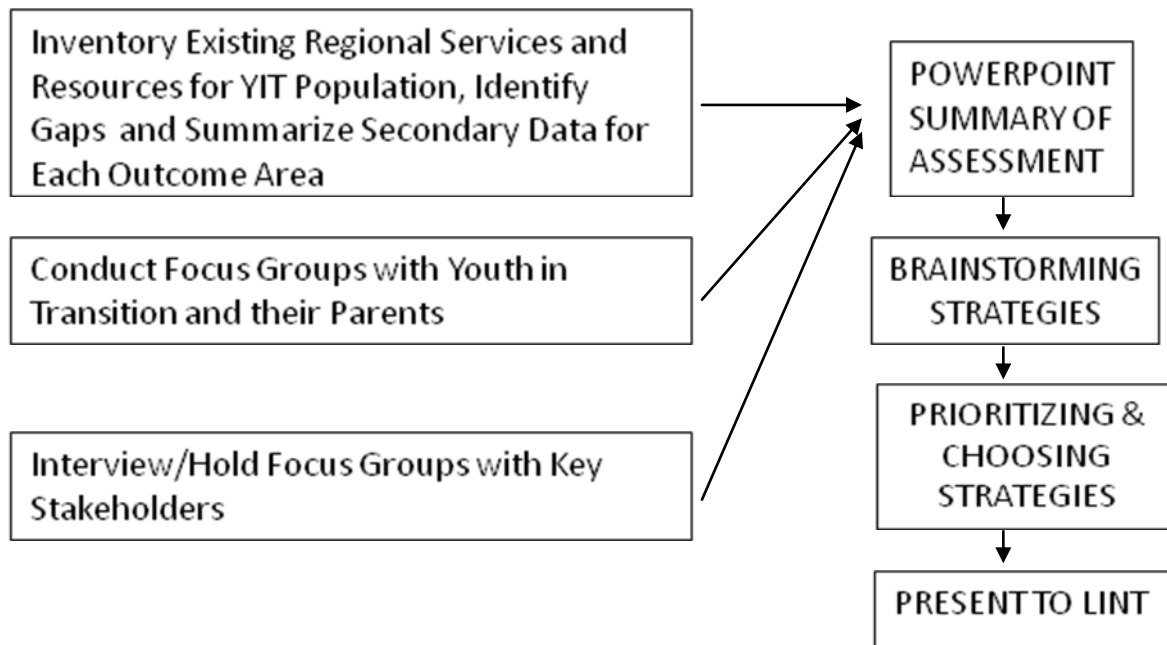 Inventory Existing Regional Services and
Resources for YIT Population, Identify
Gaps and Summarize Secondary Data for
Each Outcome Area
Conduct Focus Groups with Youth in
Transition and their Parents
Interview/Hold Focus Groups with Key
Stakeholders
POWERPOINT
SUMMARY OF
ASSESSMENT
BRAINSTORMING
STRATEGIES
PRIORITIZING &
CHOOSING
STRATEGIES
PRESENT TO LINT